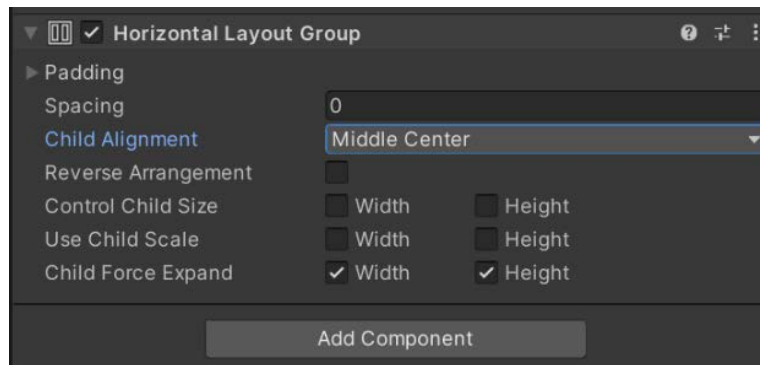 Horizontal Layout Group
Padding
Spacing 0
Child Alignment Middle Center
Reverse Arrangement
Control Child Size Width Height
Use Child Scale Width Height
Child Force Expand Width Height
Add Component